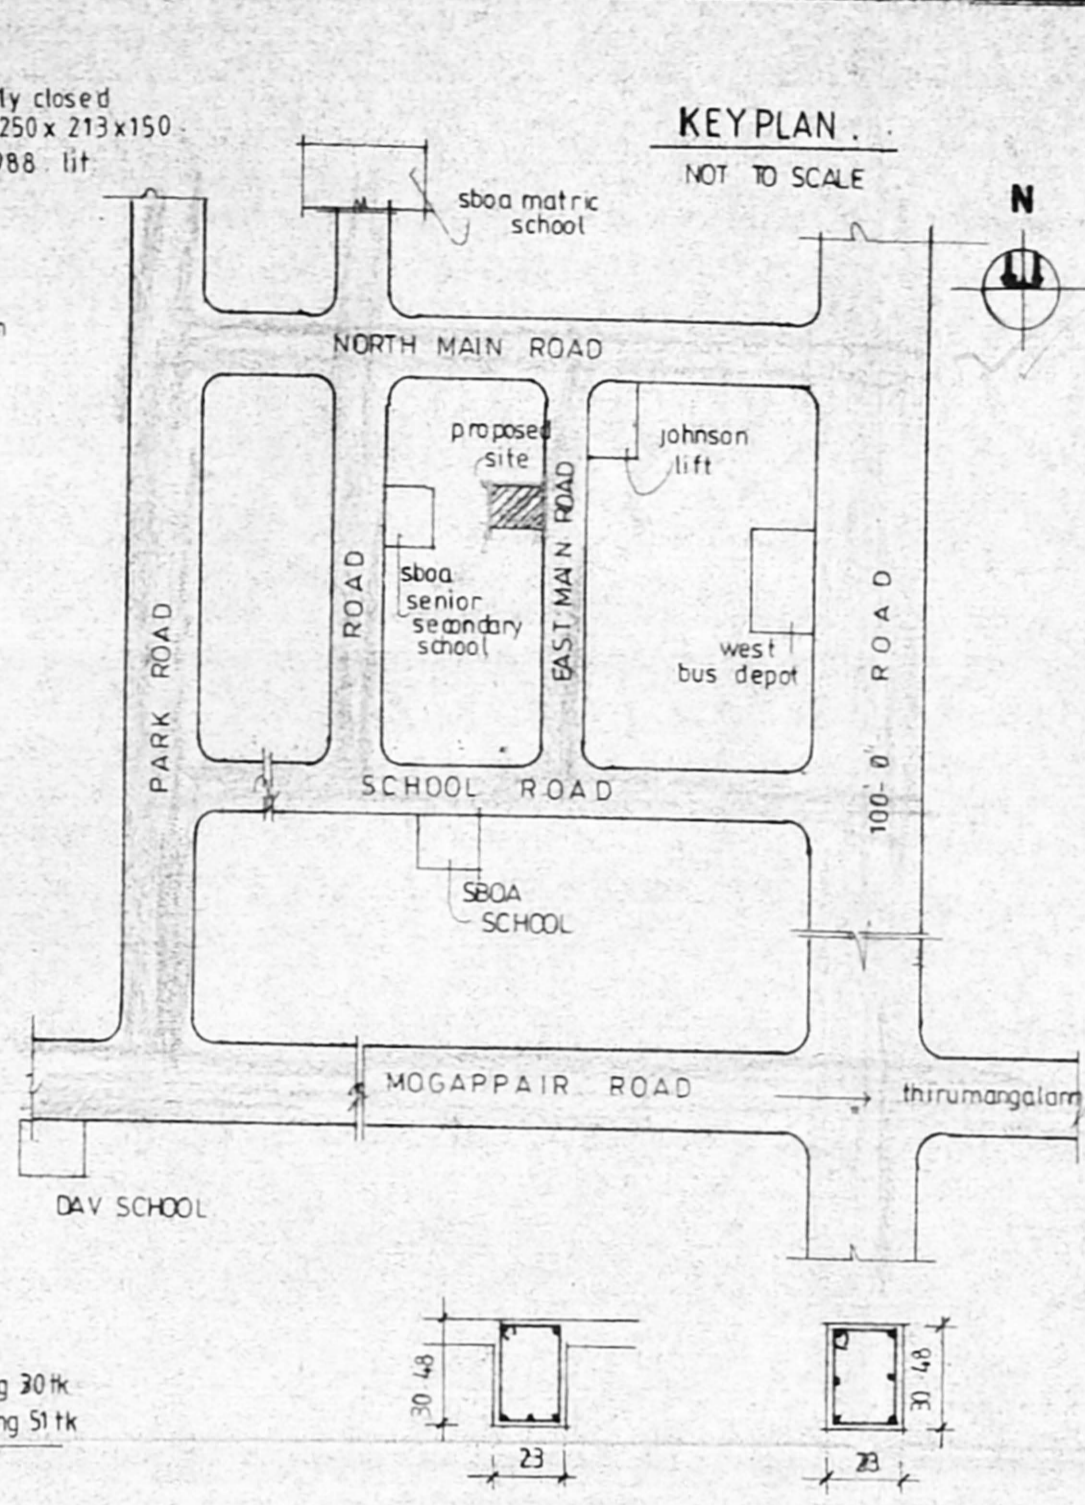 ly closed
250 x 213 x 150
988. lit
KEY PLAN.
NOT TO SCALE
N
sboa matric
school
NORTH MAIN ROAD
proposed
site
johnson
lift
EAST MAIN ROAD
sboa
senior
secondary
school
ROAD
PARK ROAD
west
bus depot
100'-0" ROAD
SCHOOL ROAD
SBOA
SCHOOL
MOGAPPAIR ROAD
thirumangalam
DAV SCHOOL
g 30 tk
ng 51 tk
30·48
23
30·48
23